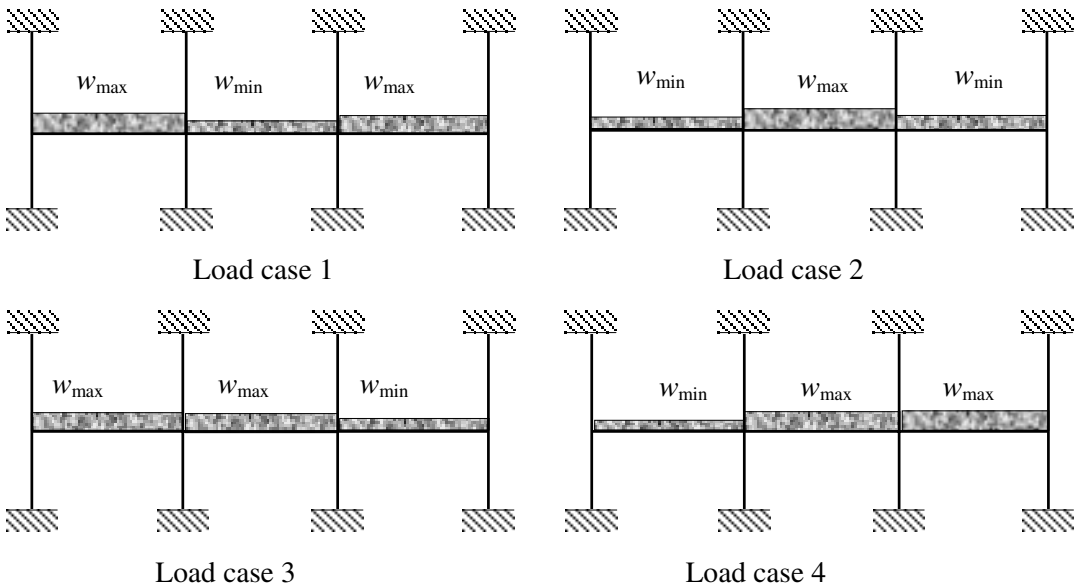 w_max w_min w_max
Load case 1
w_min w_max w_min
Load case 2
w_max w_max w_min
Load case 3
w_min w_max w_max
Load case 4